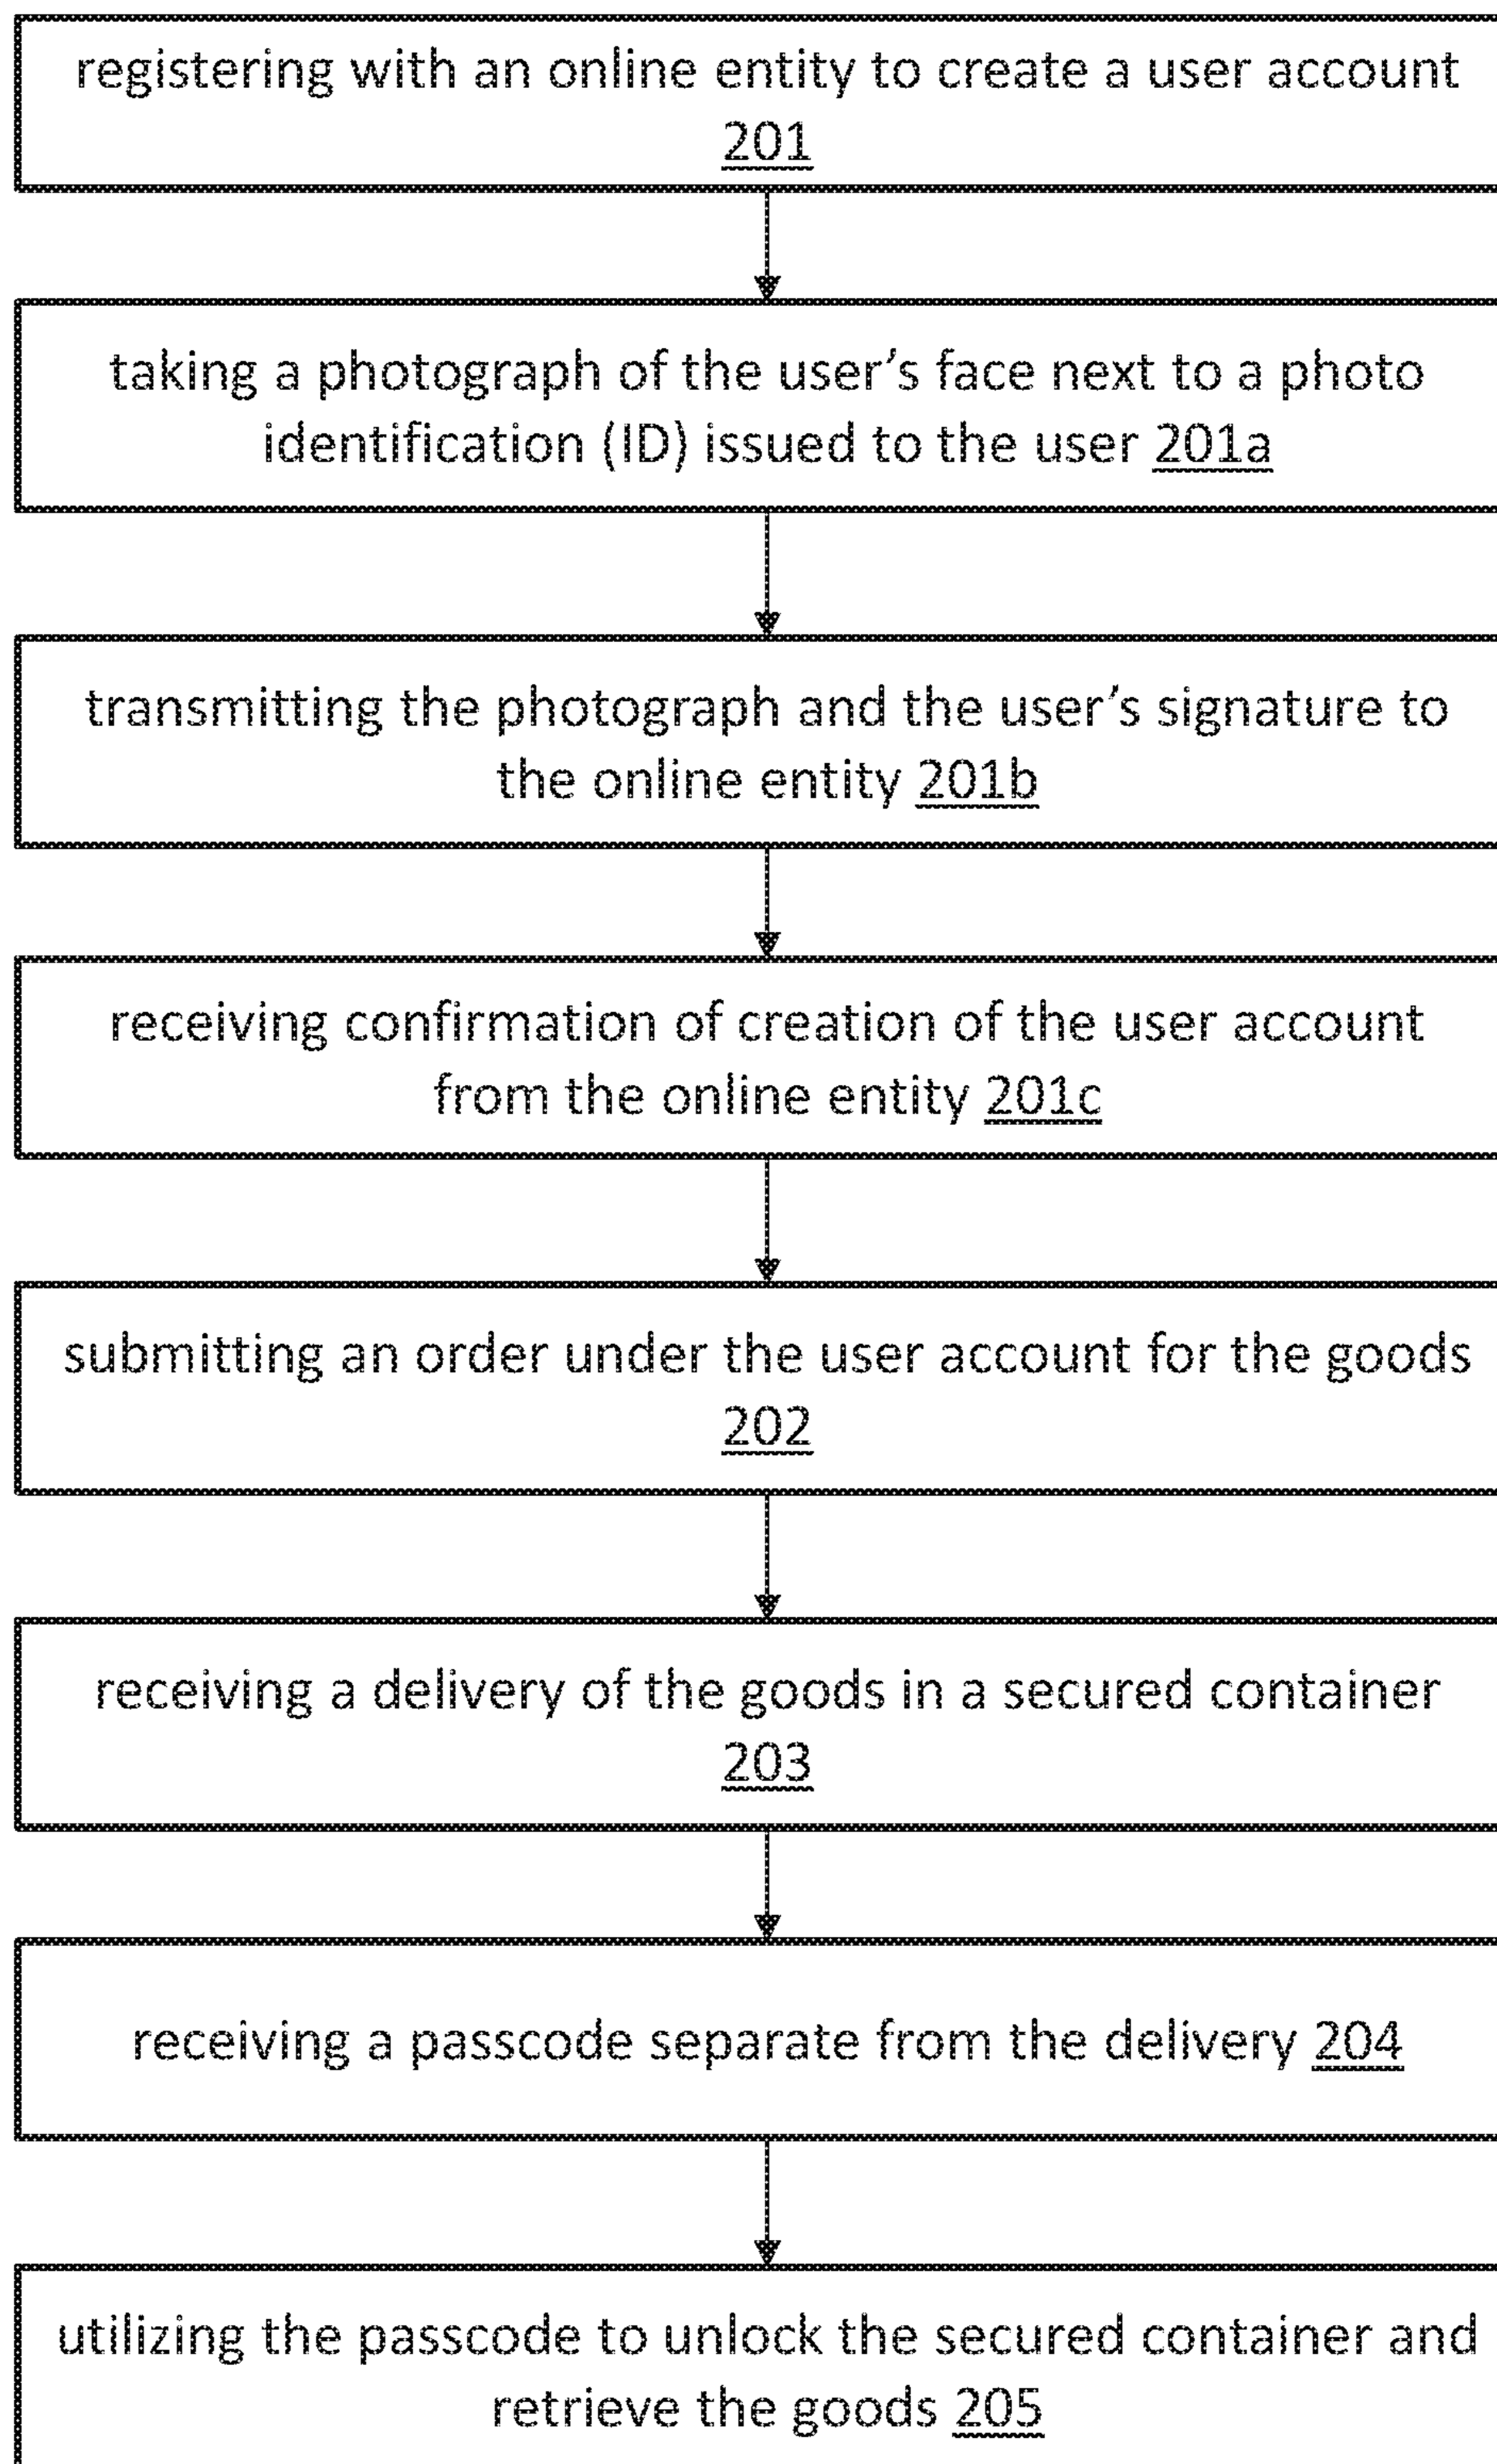 registering with an online entity to create a user account
201
taking a photograph of the user’s face next to a photo
identification (ID) issued to the user 201a
transmitting the photograph and the user’s signature to
the online entity 201b
receiving confirmation of creation of the user account
from the online entity 201c
submitting an order under the user account for the goods
202
receiving a delivery of the goods in a secured container
203
receiving a passcode separate from the delivery 204
utilizing the passcode to unlock the secured container and
retrieve the goods 205